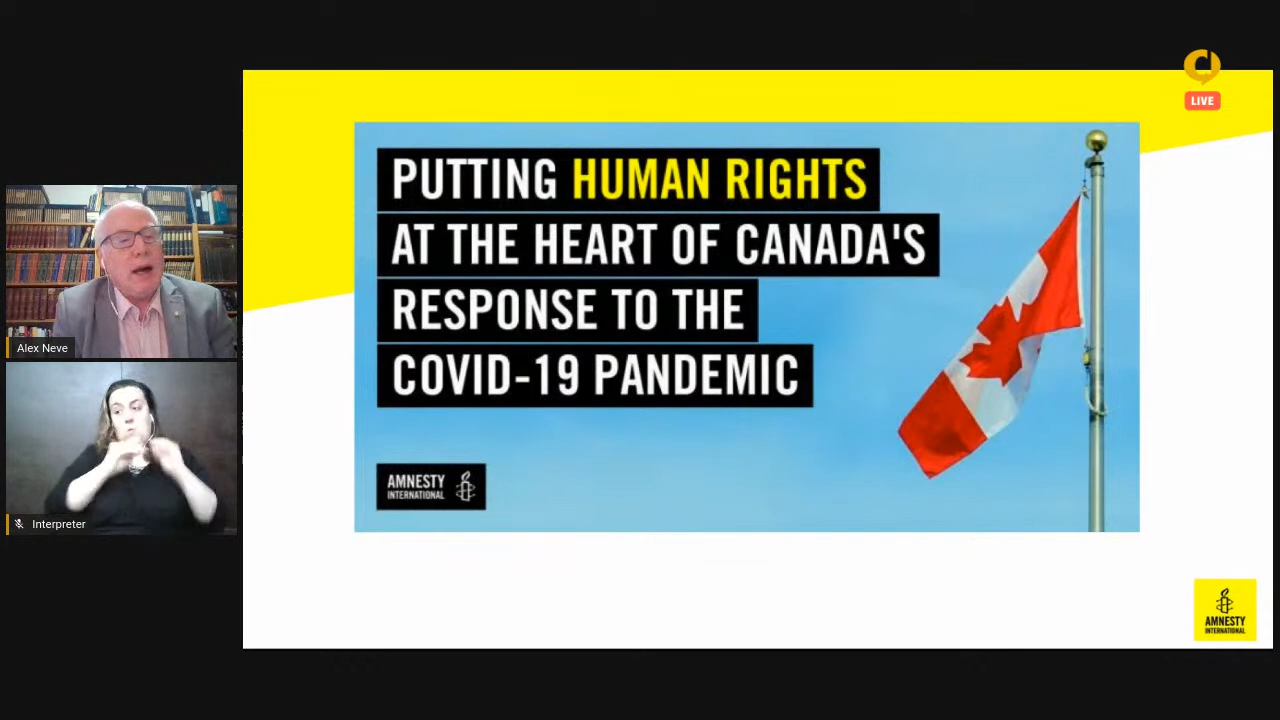 LIVE
PUTTING HUMAN RIGHTS
AT THE HEART OF CANADA'S
RESPONSE TO THE
COVID-19 PANDEMIC
AMNESTY
INTERNATIONAL
Alex Neve
Interpreter
AMNESTY
INTERNATIONAL